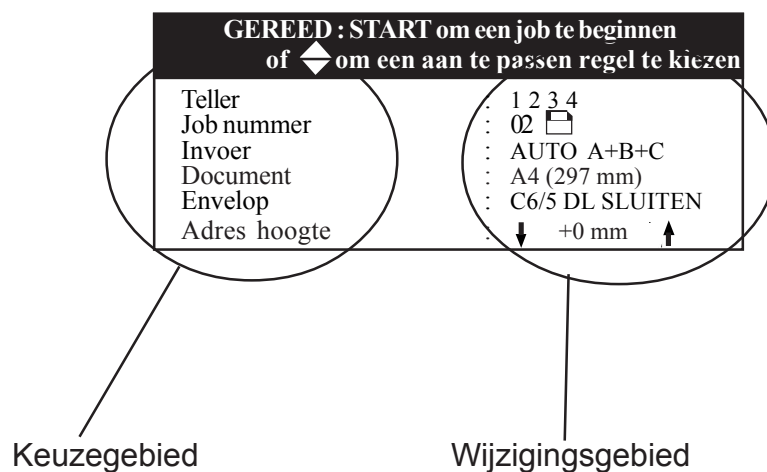 GEREED : START om een job te beginnen
of om een aan te passen regel te kiezen
Teller : 1 2 3 4
Job nummer : 02
Invoer : AUTO A+B+C
Document : A4 (297 mm)
Envelop : C6/5 DL SLUITEN
Adres hoogte : +0 mm
Keuzegebied Wijzigingsgebied